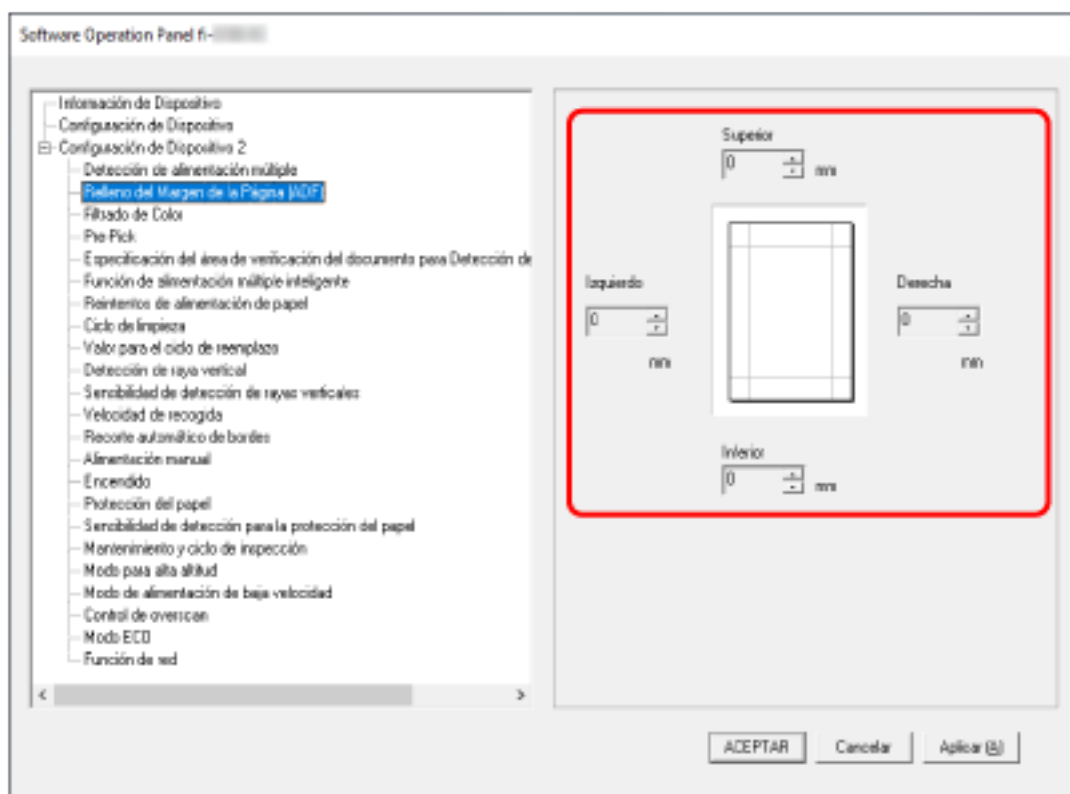 Software Operation Panel fi-
Información de Dispositivo
Configuración de Dispositivo
Configuración de Dispositivo 2
Detección de alimentación múltiple
Relleno del Margen de la Página (ADF)
Filtrado de Color
Pre-Pick
Especificación del área de verificación del documento para Detección de
Función de alimentación múltiple inteligente
Reintentos de alimentación de papel
Ciclo de limpieza
Valor para el ciclo de reemplazo
Detección de raya vertical
Sensibilidad de detección de rayas verticales
Velocidad de recogida
Recorte automático de bordes
Alimentación manual
Encendido
Protección del papel
Sensibilidad de detección para la protección del papel
Mantenimiento y ciclo de inspección
Modo para alta altitud
Modo de alimentación de baja velocidad
Control de overscan
Modo ECO
Función de red
Superior
0 mm
Izquierdo
0
mm
Derecha
0
mm
Inferior
0 mm
ACEPTAR Cancelar Aplicar (A)